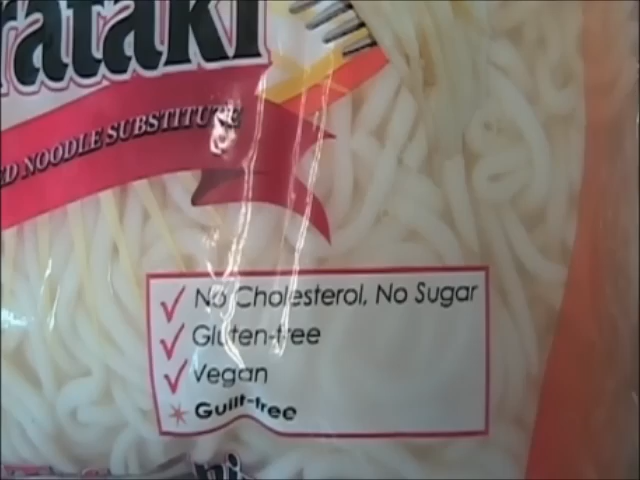 rataki
D NOODLE SUBSTITUTE
No Cholesterol, No Sugar
Gluten-free
Vegan
Guilt-free